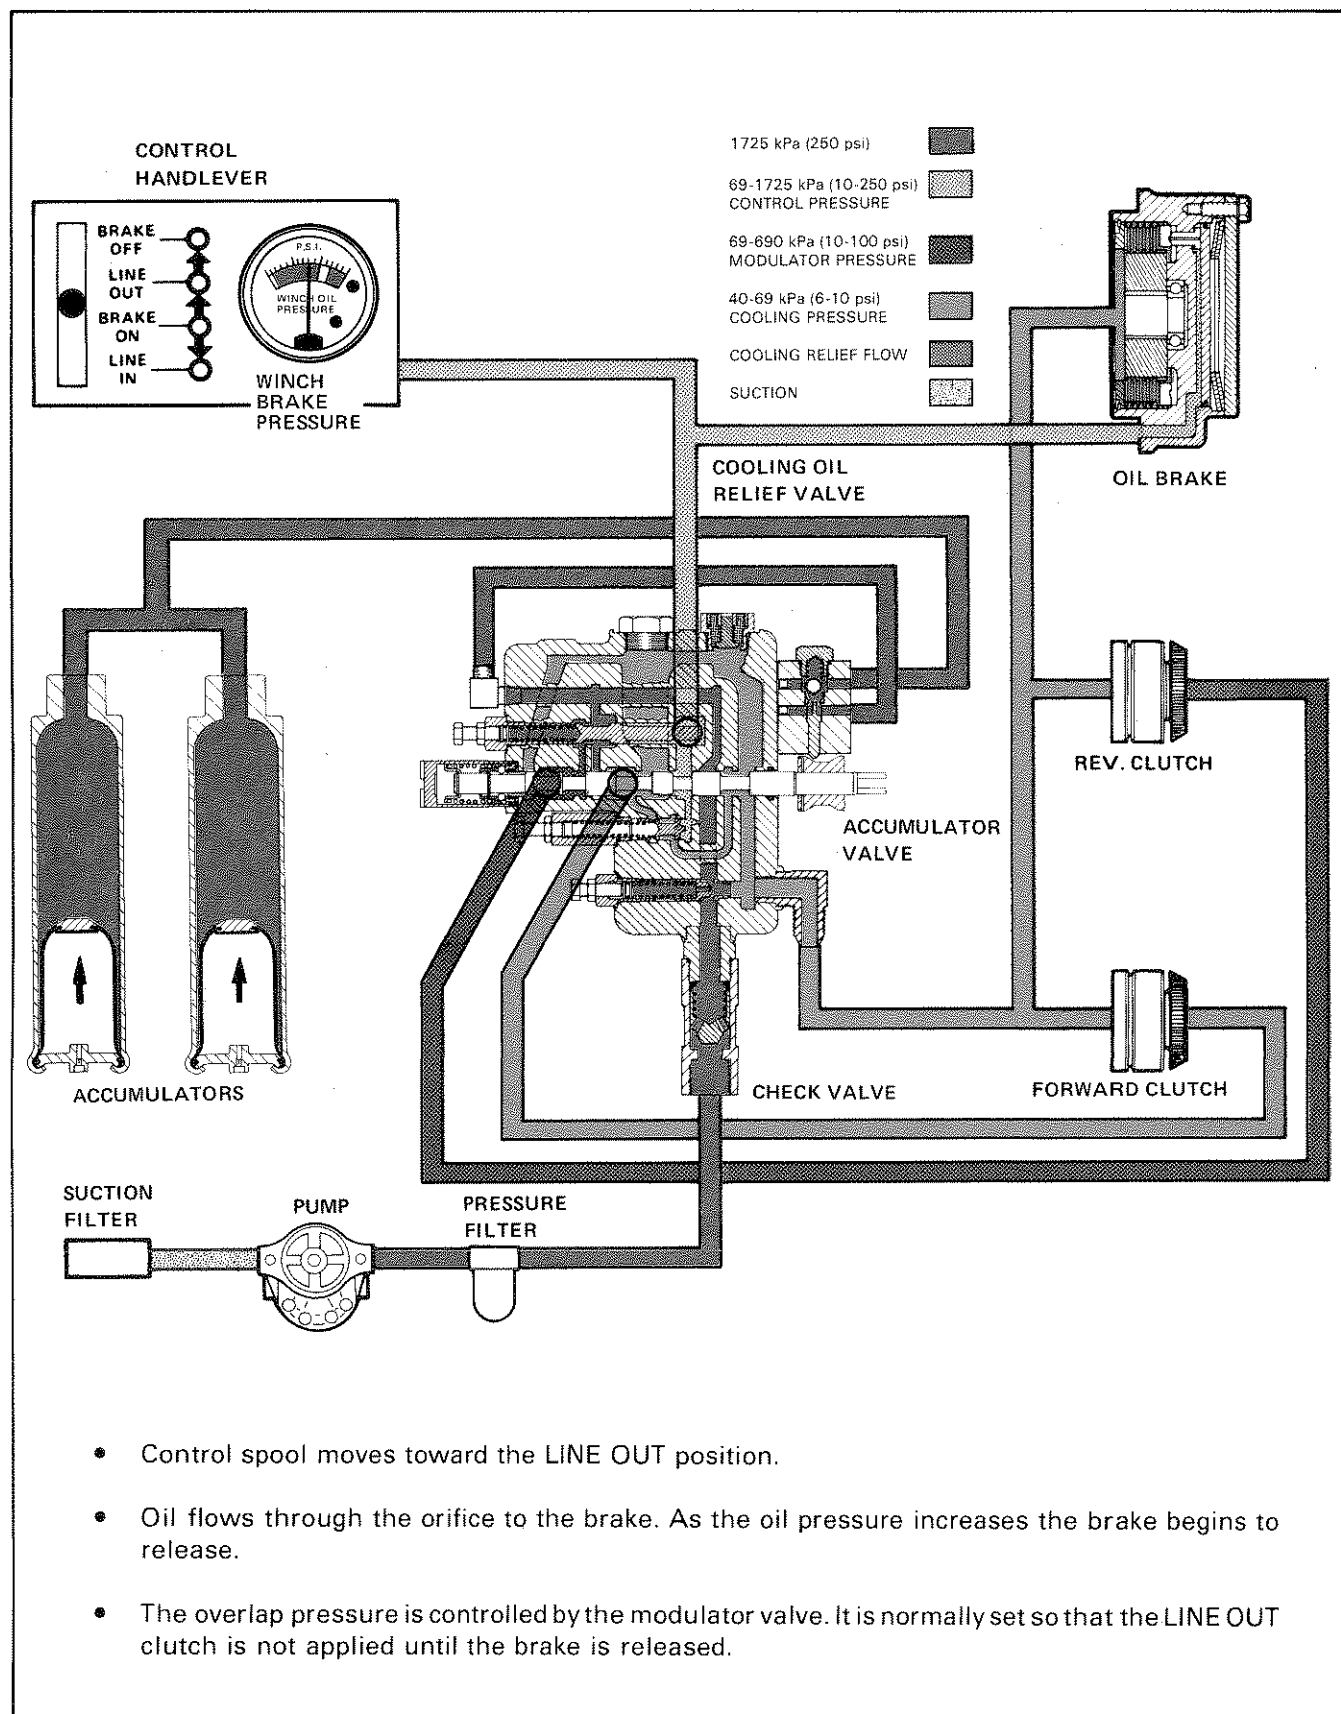 CONTROL
HANDLEVER
BRAKE
OFF
LINE
OUT
BRAKE
ON
LINE
IN
P.S.I.
WINCH OIL
PRESSURE
WINCH
BRAKE
PRESSURE
1725 kPa (250 psi)
69-1725 kPa (10-250 psi)
CONTROL PRESSURE
69-690 kPa (10-100 psi)
MODULATOR PRESSURE
40-69 kPa (6-10 psi)
COOLING PRESSURE
COOLING RELIEF FLOW
SUCTION
OIL BRAKE
COOLING OIL
RELIEF VALVE
REV. CLUTCH
ACCUMULATOR
VALVE
ACCUMULATORS
CHECK VALVE
FORWARD CLUTCH
SUCTION
FILTER
PUMP
PRESSURE
FILTER
• Control spool moves toward the LINE OUT position.
• Oil flows through the orifice to the brake. As the oil pressure increases the brake begins to
release.
• The overlap pressure is controlled by the modulator valve. It is normally set so that the LINE OUT
clutch is not applied until the brake is released.